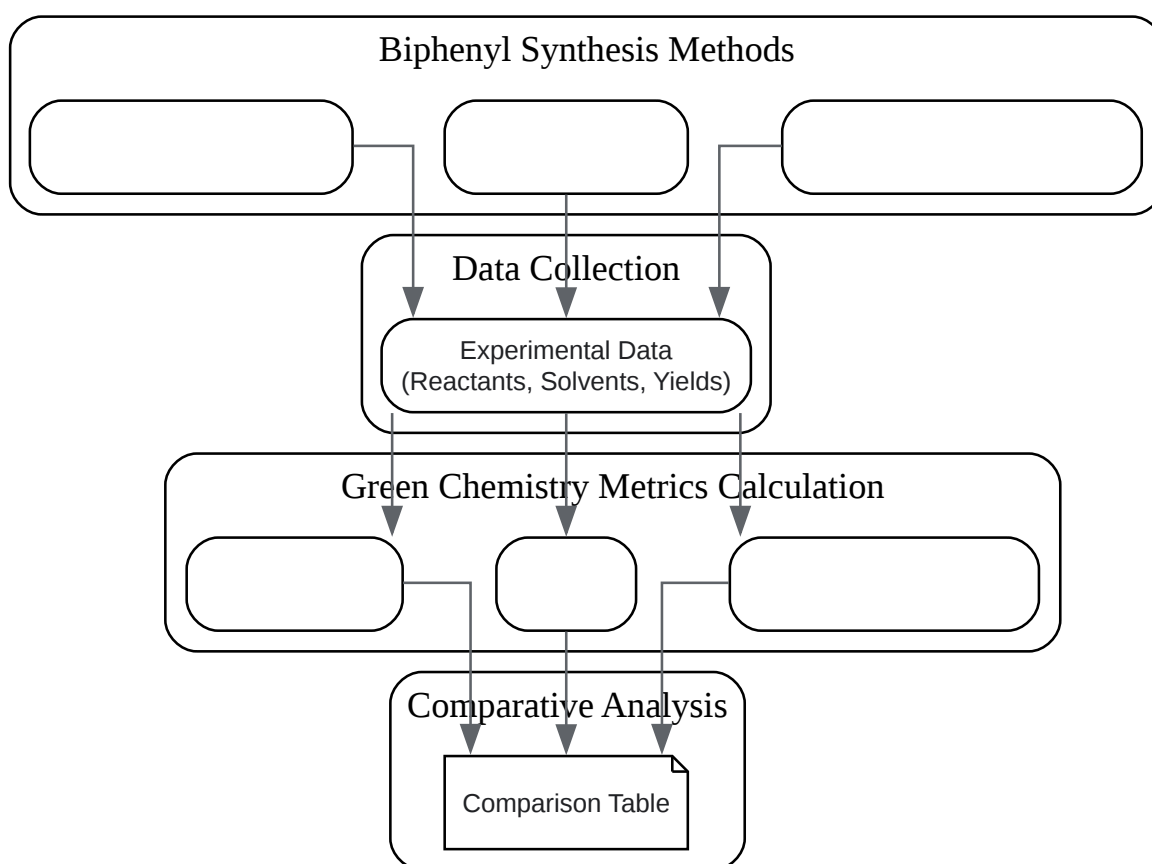 Biphenyl Synthesis Methods
Data Collection
Experimental Data
(Reactants, Solvents, Yields)
Green Chemistry Metrics Calculation
Comparative Analysis
Comparison Table